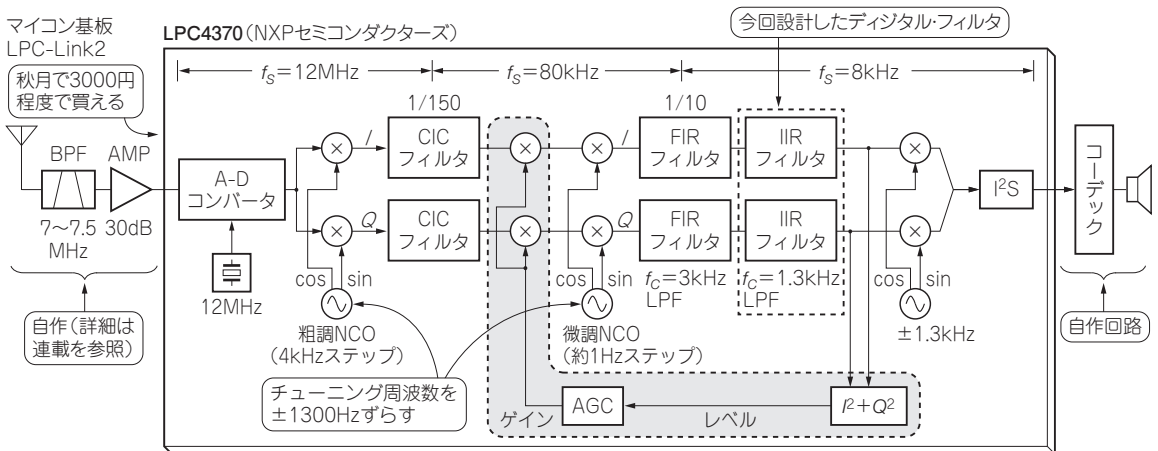 マイコン基板
LPC-Link2
秋月で3000円
程度で買える
BPF
AMP
7〜7.5
MHz
30dB
自作(詳細は
連載を参照)
LPC4370(NXPセミコンダクターズ)
今回設計したディジタル・フィルタ
fS=12MHz
fS=80kHz
fS=8kHz
1/150
1/10
A-D
コンバータ
12MHz
×
×
I
Q
cos
sin
粗調NCO
(4kHzステップ)
CIC
フィルタ
CIC
フィルタ
×
×
×
×
I
Q
cos
sin
微調NCO
(約1Hzステップ)
チューニング周波数を
±1300Hzずらす
FIR
フィルタ
FIR
フィルタ
fC=3kHz
LPF
IIR
フィルタ
IIR
フィルタ
fC=1.3kHz
LPF
×
×
cos
sin
±1.3kHz
I²S
コーデック
自作回路
ゲイン
AGC
レベル
I²+Q²